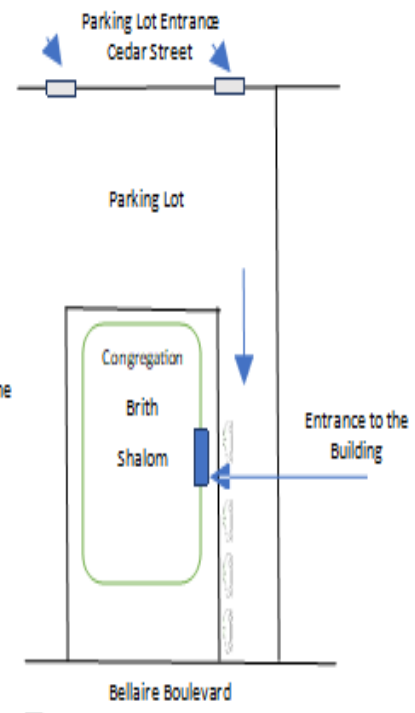 Parking Lot Entrance
Cedar Street
Parking Lot
Congregation
Brith
Shalom
Entrance to the
Building
Bellaire Boulevard